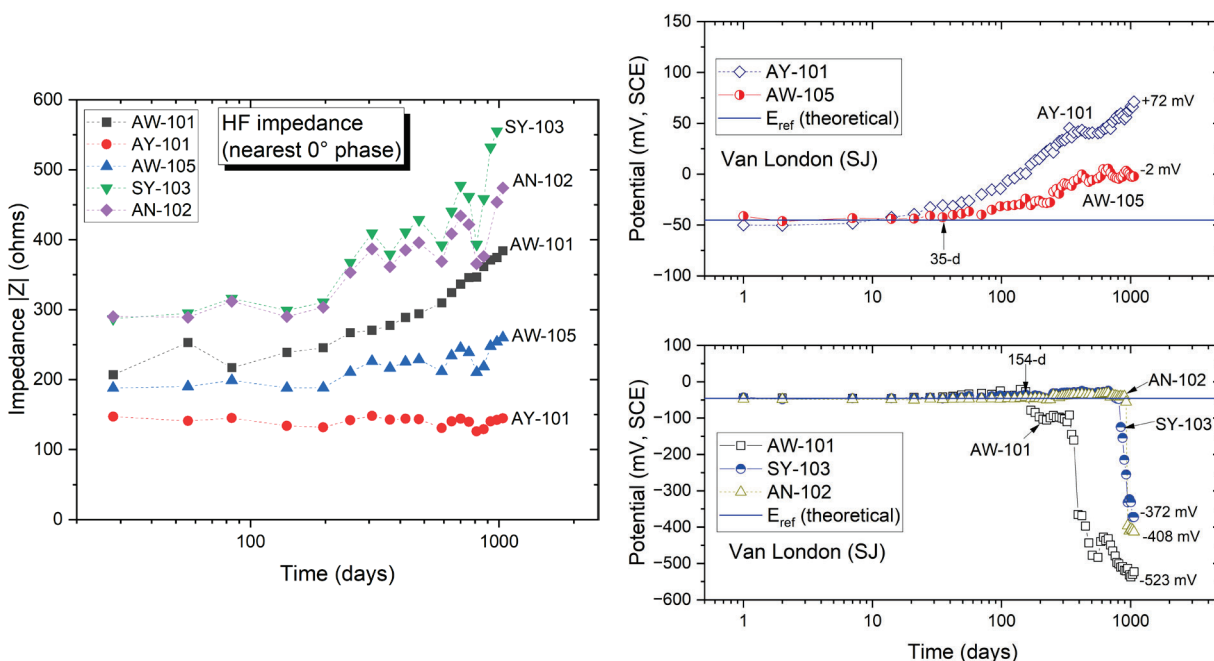 600
500
400
300
200
100
0
Impedance |Z| (ohms)
AW-101
AY-101
AW-105
SY-103
AN-102
HF impedance
(nearest 0° phase)
SY-103
AN-102
AW-101
AW-105
AY-101
100
1000
Time (days)
150
100
50
0
−50
−100
Potential (mV, SCE)
AY-101
AW-105
E_ref (theoretical)
Van London (SJ)
AY-101
+72 mV
-2 mV
AW-105
35-d
1
10
100
1000
Time (days)
100
0
−100
−200
−300
−400
−500
−600
Potential (mV, SCE)
154-d
AN-102
SY-103
AW-101
AW-101
SY-103
AN-102
E_ref (theoretical)
Van London (SJ)
-372 mV
-408 mV
-523 mV
1
10
100
1000
Time (days)